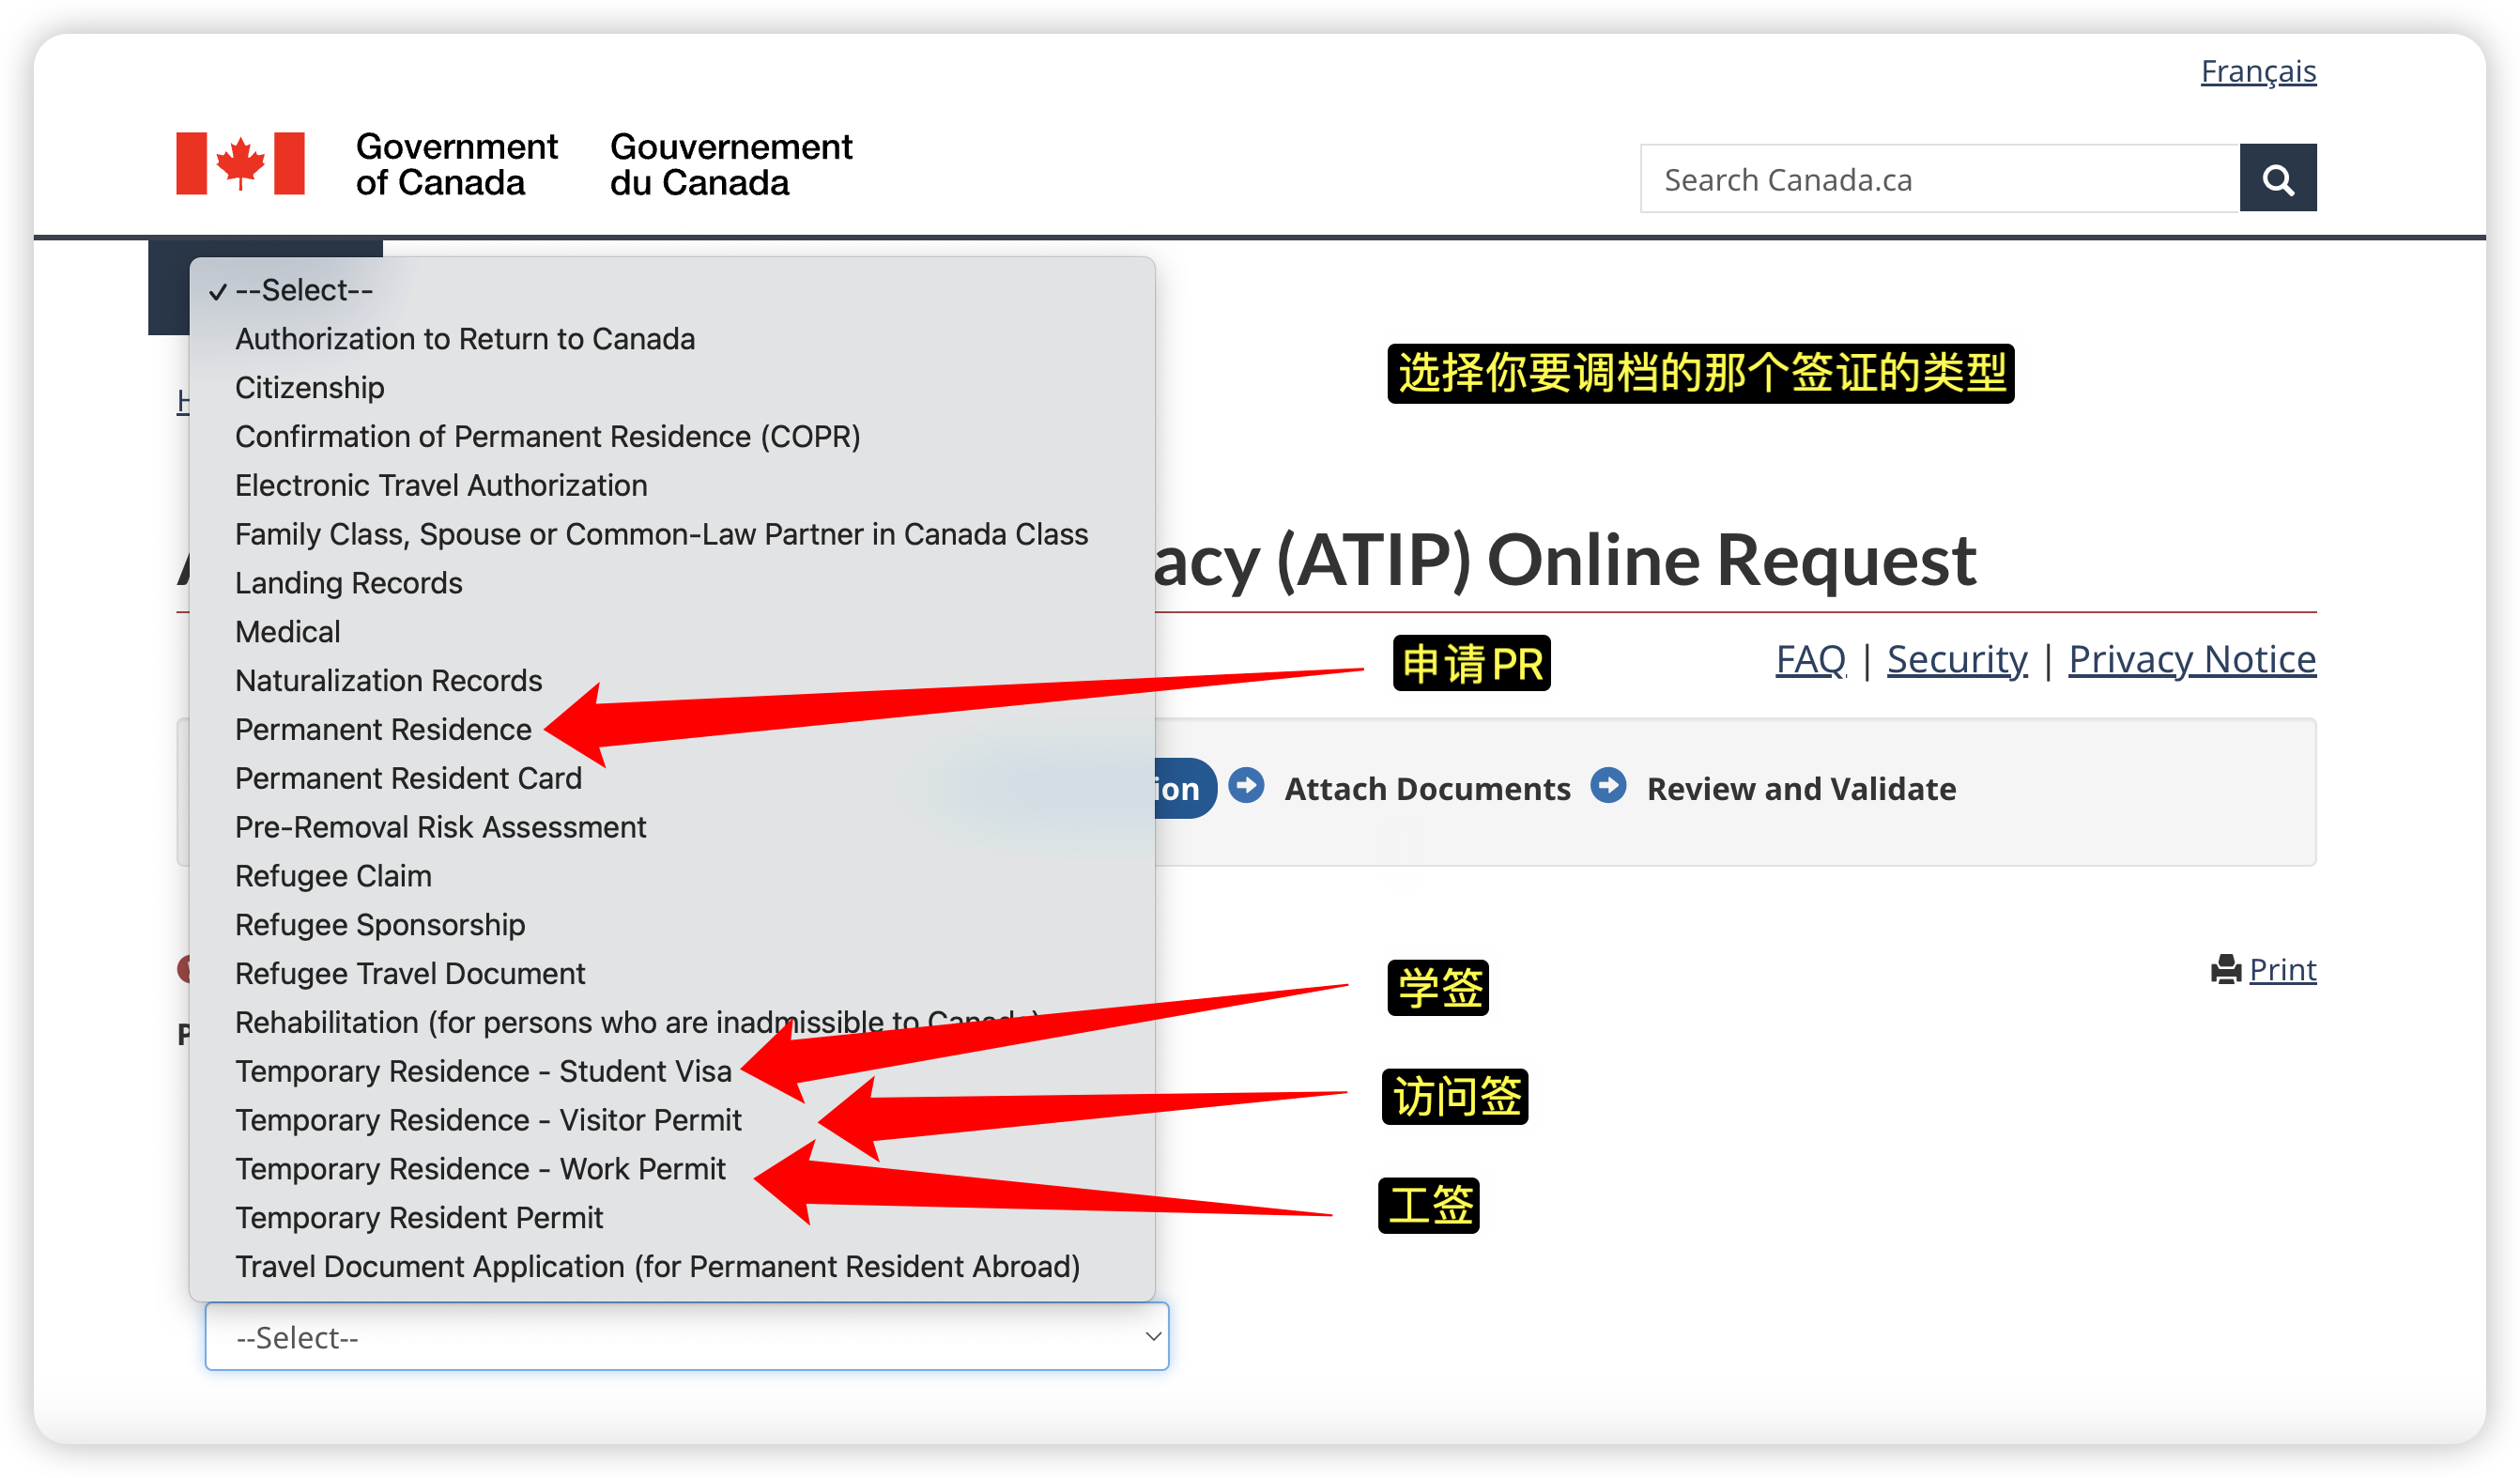 Français
Government of Canada
Gouvernement du Canada
Search Canada.ca
--Select--
Authorization to Return to Canada
Citizenship
Confirmation of Permanent Residence (COPR)
Electronic Travel Authorization
Family Class, Spouse or Common-Law Partner in Canada Class
Landing Records
Medical
Naturalization Records
Permanent Residence
Permanent Resident Card
Pre-Removal Risk Assessment
Refugee Claim
Refugee Sponsorship
Refugee Travel Document
Rehabilitation (for persons who are inadmissible to Canada)
Temporary Residence - Student Visa
Temporary Residence - Visitor Permit
Temporary Residence - Work Permit
Temporary Resident Permit
Travel Document Application (for Permanent Resident Abroad)
--Select--
选择你要调档的那个签证的类型
acy (ATIP) Online Request
申请PR
FAQ | Security | Privacy Notice
ion
Attach Documents
Review and Validate
学签
Print
访问签
工签